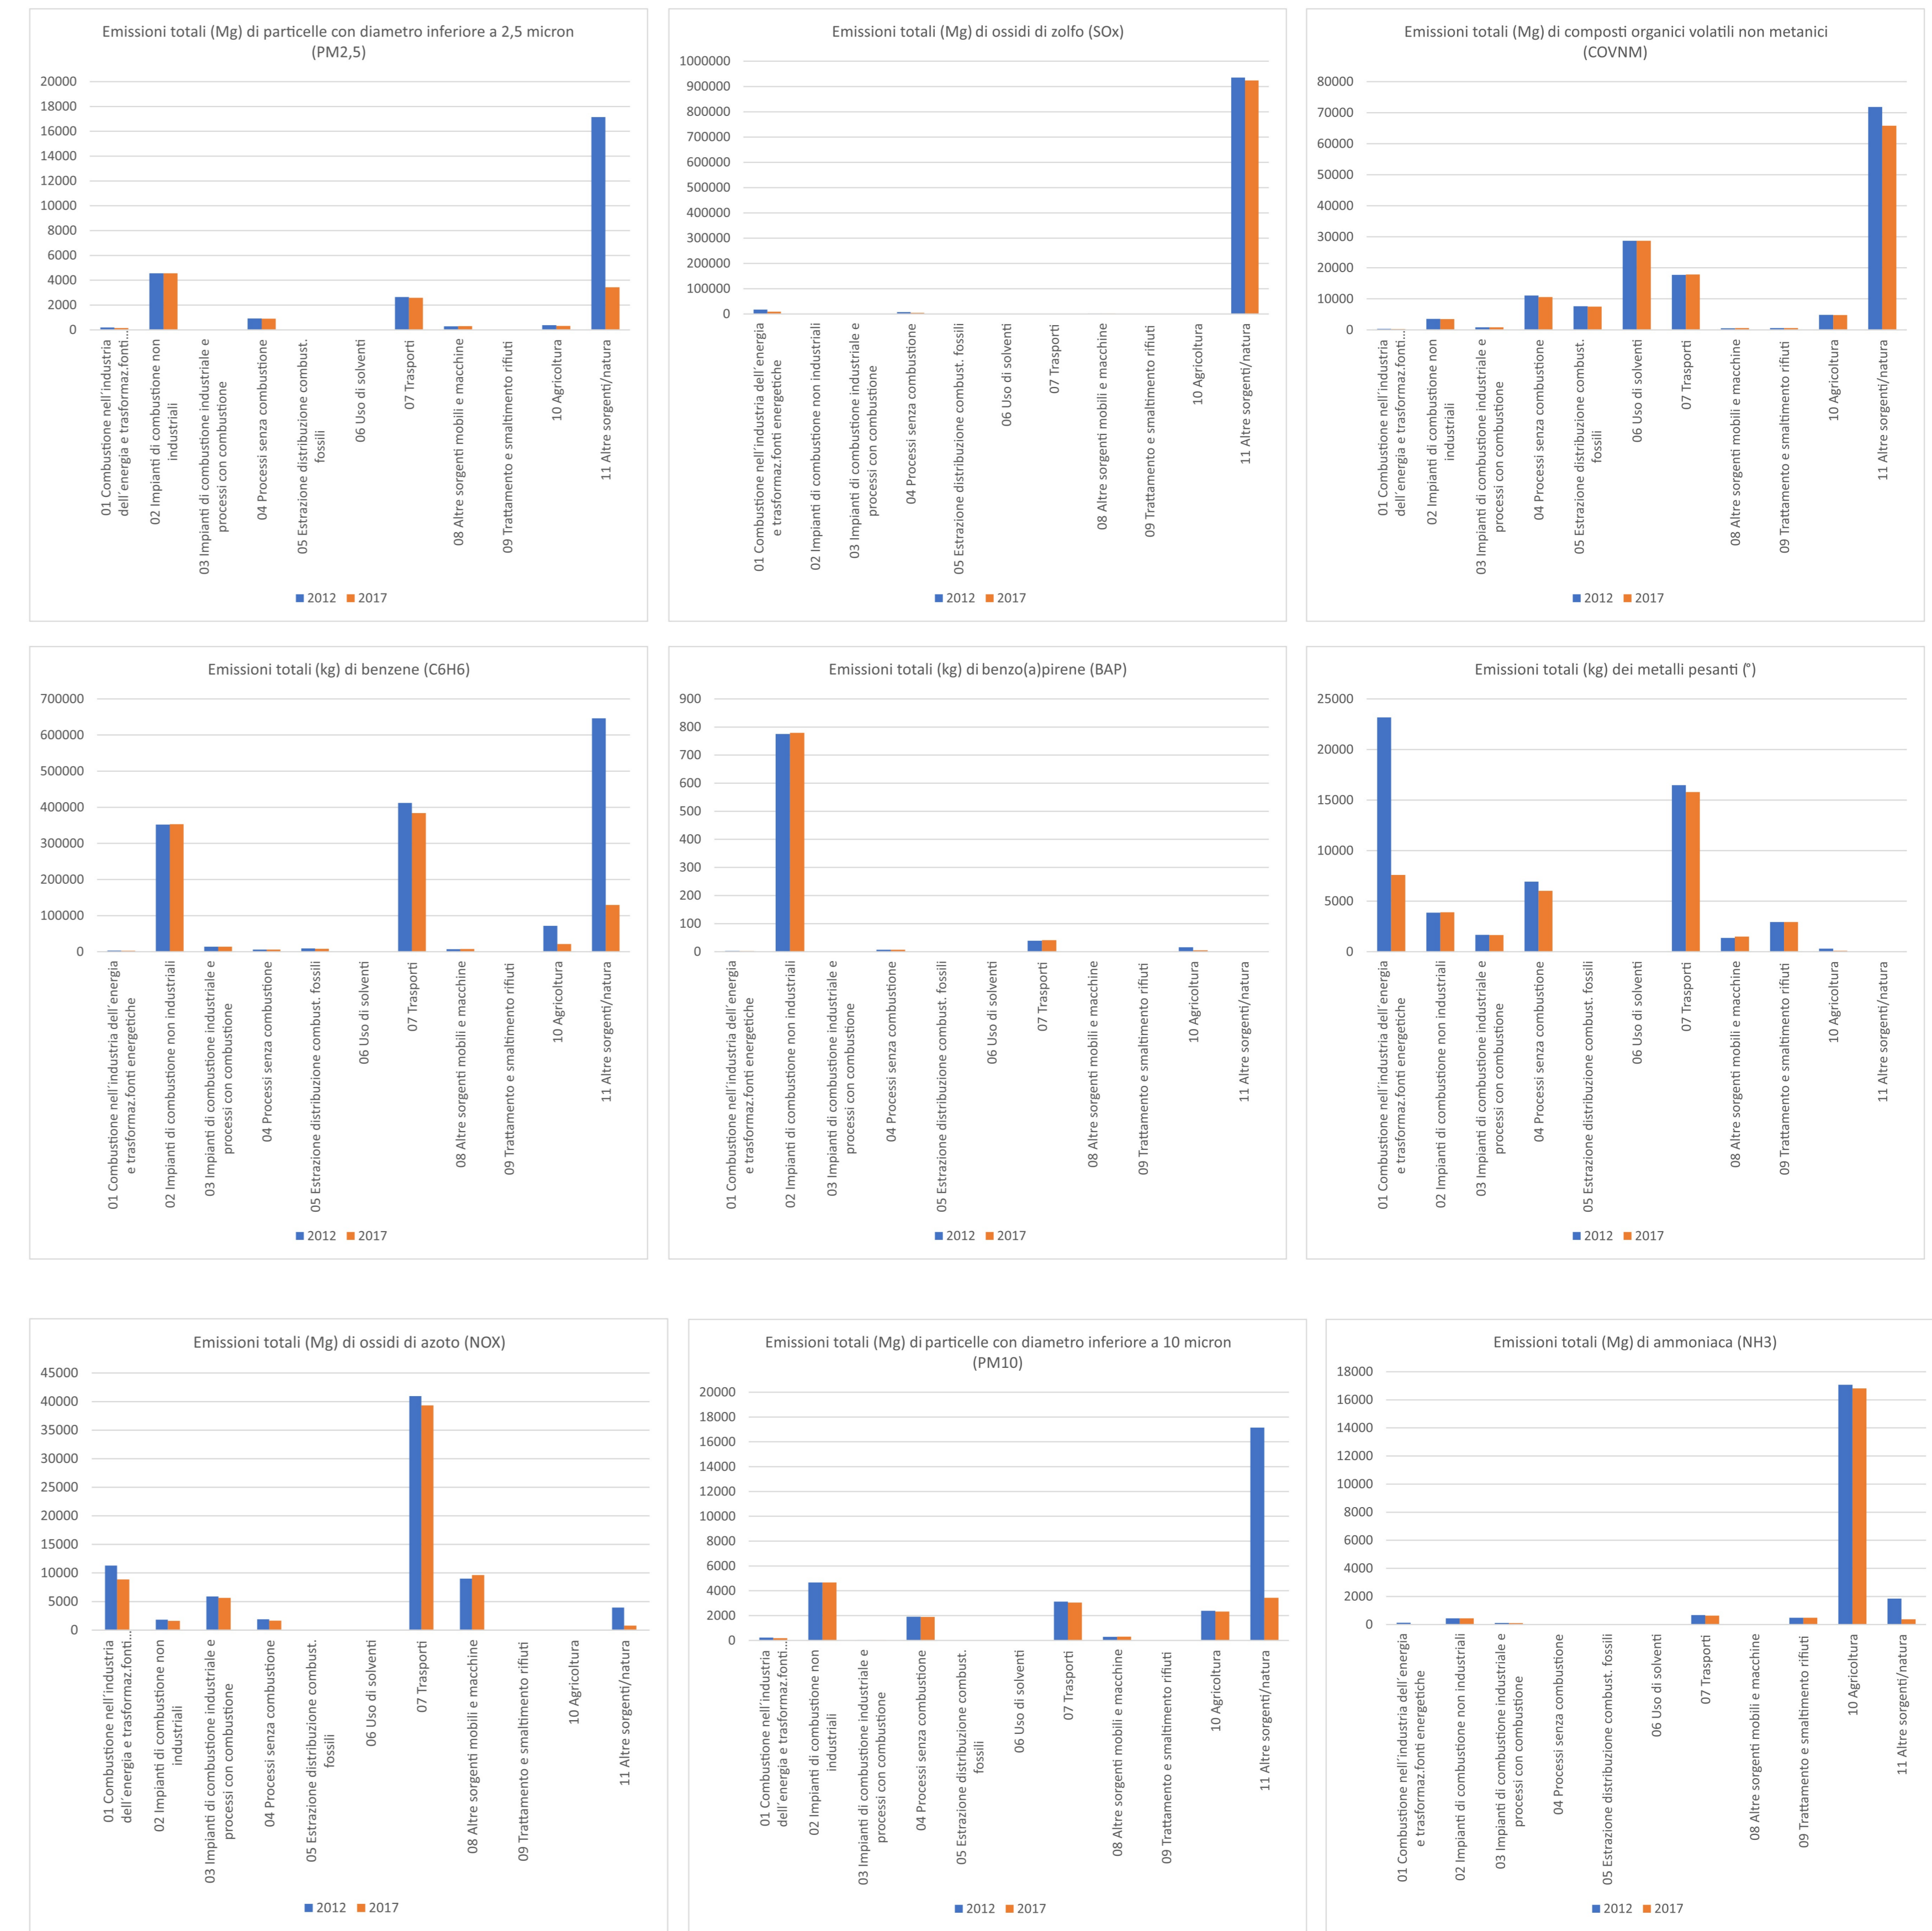 Emissioni totali (Mg) di particelle con diametro inferiore a 2,5 micron
(PM2,5)
20000
18000
16000
14000
12000
10000
8000
6000
4000
2000
0
01 Combustione nell´industria
dell´energia e trasformaz.fonti…
02 Impianti di combustione non
industriali
03 Impianti di combustione industriale e
processi con combustione
04 Processi senza combustione
05 Estrazione distribuzione combust.
fossili
06 Uso di solventi
07 Trasporti
08 Altre sorgenti mobili e macchine
09 Trattamento e smaltimento rifiuti
10 Agricoltura
11 Altre sorgenti/natura
2012 2017
Emissioni totali (Mg) di ossidi di zolfo (SOx)
1000000
900000
800000
700000
600000
500000
400000
300000
200000
100000
0
01 Combustione nell´industria dell´energia
e trasformaz.fonti energetiche
02 Impianti di combustione non industriali
03 Impianti di combustione industriale e
processi con combustione
04 Processi senza combustione
05 Estrazione distribuzione combust. fossili
06 Uso di solventi
07 Trasporti
08 Altre sorgenti mobili e macchine
09 Trattamento e smaltimento rifiuti
10 Agricoltura
11 Altre sorgenti/natura
2012 2017
Emissioni totali (Mg) di composti organici volatili non metanici
(COVNM)
80000
70000
60000
50000
40000
30000
20000
10000
0
01 Combustione nell´industria
dell´energia e trasformaz.fonti…
02 Impianti di combustione non
industriali
03 Impianti di combustione industriale e
processi con combustione
04 Processi senza combustione
05 Estrazione distribuzione combust.
fossili
06 Uso di solventi
07 Trasporti
08 Altre sorgenti mobili e macchine
09 Trattamento e smaltimento rifiuti
10 Agricoltura
11 Altre sorgenti/natura
2012 2017
Emissioni totali (kg) di benzene (C6H6)
700000
600000
500000
400000
300000
200000
100000
0
01 Combustione nell´industria dell´energia
e trasformaz.fonti energetiche
02 Impianti di combustione non industriali
03 Impianti di combustione industriale e
processi con combustione
04 Processi senza combustione
05 Estrazione distribuzione combust. fossili
06 Uso di solventi
07 Trasporti
08 Altre sorgenti mobili e macchine
09 Trattamento e smaltimento rifiuti
10 Agricoltura
11 Altre sorgenti/natura
2012 2017
Emissioni totali (kg) di benzo(a)pirene (BAP)
900
800
700
600
500
400
300
200
100
0
01 Combustione nell´industria dell´energia
e trasformaz.fonti energetiche
02 Impianti di combustione non industriali
03 Impianti di combustione industriale e
processi con combustione
04 Processi senza combustione
05 Estrazione distribuzione combust. fossili
06 Uso di solventi
07 Trasporti
08 Altre sorgenti mobili e macchine
09 Trattamento e smaltimento rifiuti
10 Agricoltura
11 Altre sorgenti/natura
2012 2017
Emissioni totali (kg) dei metalli pesanti (°)
25000
20000
15000
10000
5000
0
01 Combustione nell´industria dell´energia
e trasformaz.fonti energetiche
02 Impianti di combustione non industriali
03 Impianti di combustione industriale e
processi con combustione
04 Processi senza combustione
05 Estrazione distribuzione combust. fossili
06 Uso di solventi
07 Trasporti
08 Altre sorgenti mobili e macchine
09 Trattamento e smaltimento rifiuti
10 Agricoltura
11 Altre sorgenti/natura
2012 2017
Emissioni totali (Mg) di ossidi di azoto (NOX)
45000
40000
35000
30000
25000
20000
15000
10000
5000
0
01 Combustione nell´industria
dell´energia e trasformaz.fonti…
02 Impianti di combustione non
industriali
03 Impianti di combustione industriale e
processi con combustione
04 Processi senza combustione
05 Estrazione distribuzione combust.
fossili
06 Uso di solventi
07 Trasporti
08 Altre sorgenti mobili e macchine
09 Trattamento e smaltimento rifiuti
10 Agricoltura
11 Altre sorgenti/natura
2012 2017
Emissioni totali (Mg) di particelle con diametro inferiore a 10 micron
(PM10)
20000
18000
16000
14000
12000
10000
8000
6000
4000
2000
0
01 Combustione nell´industria
dell´energia e trasformaz.fonti…
02 Impianti di combustione non
industriali
03 Impianti di combustione industriale e
processi con combustione
04 Processi senza combustione
05 Estrazione distribuzione combust.
fossili
06 Uso di solventi
07 Trasporti
08 Altre sorgenti mobili e macchine
09 Trattamento e smaltimento rifiuti
10 Agricoltura
11 Altre sorgenti/natura
2012 2017
Emissioni totali (Mg) di ammoniaca (NH3)
18000
16000
14000
12000
10000
8000
6000
4000
2000
0
01 Combustione nell´industria dell´energia
e trasformaz.fonti energetiche
02 Impianti di combustione non industriali
03 Impianti di combustione industriale e
processi con combustione
04 Processi senza combustione
05 Estrazione distribuzione combust. fossili
06 Uso di solventi
07 Trasporti
08 Altre sorgenti mobili e macchine
09 Trattamento e smaltimento rifiuti
10 Agricoltura
11 Altre sorgenti/natura
2012 2017